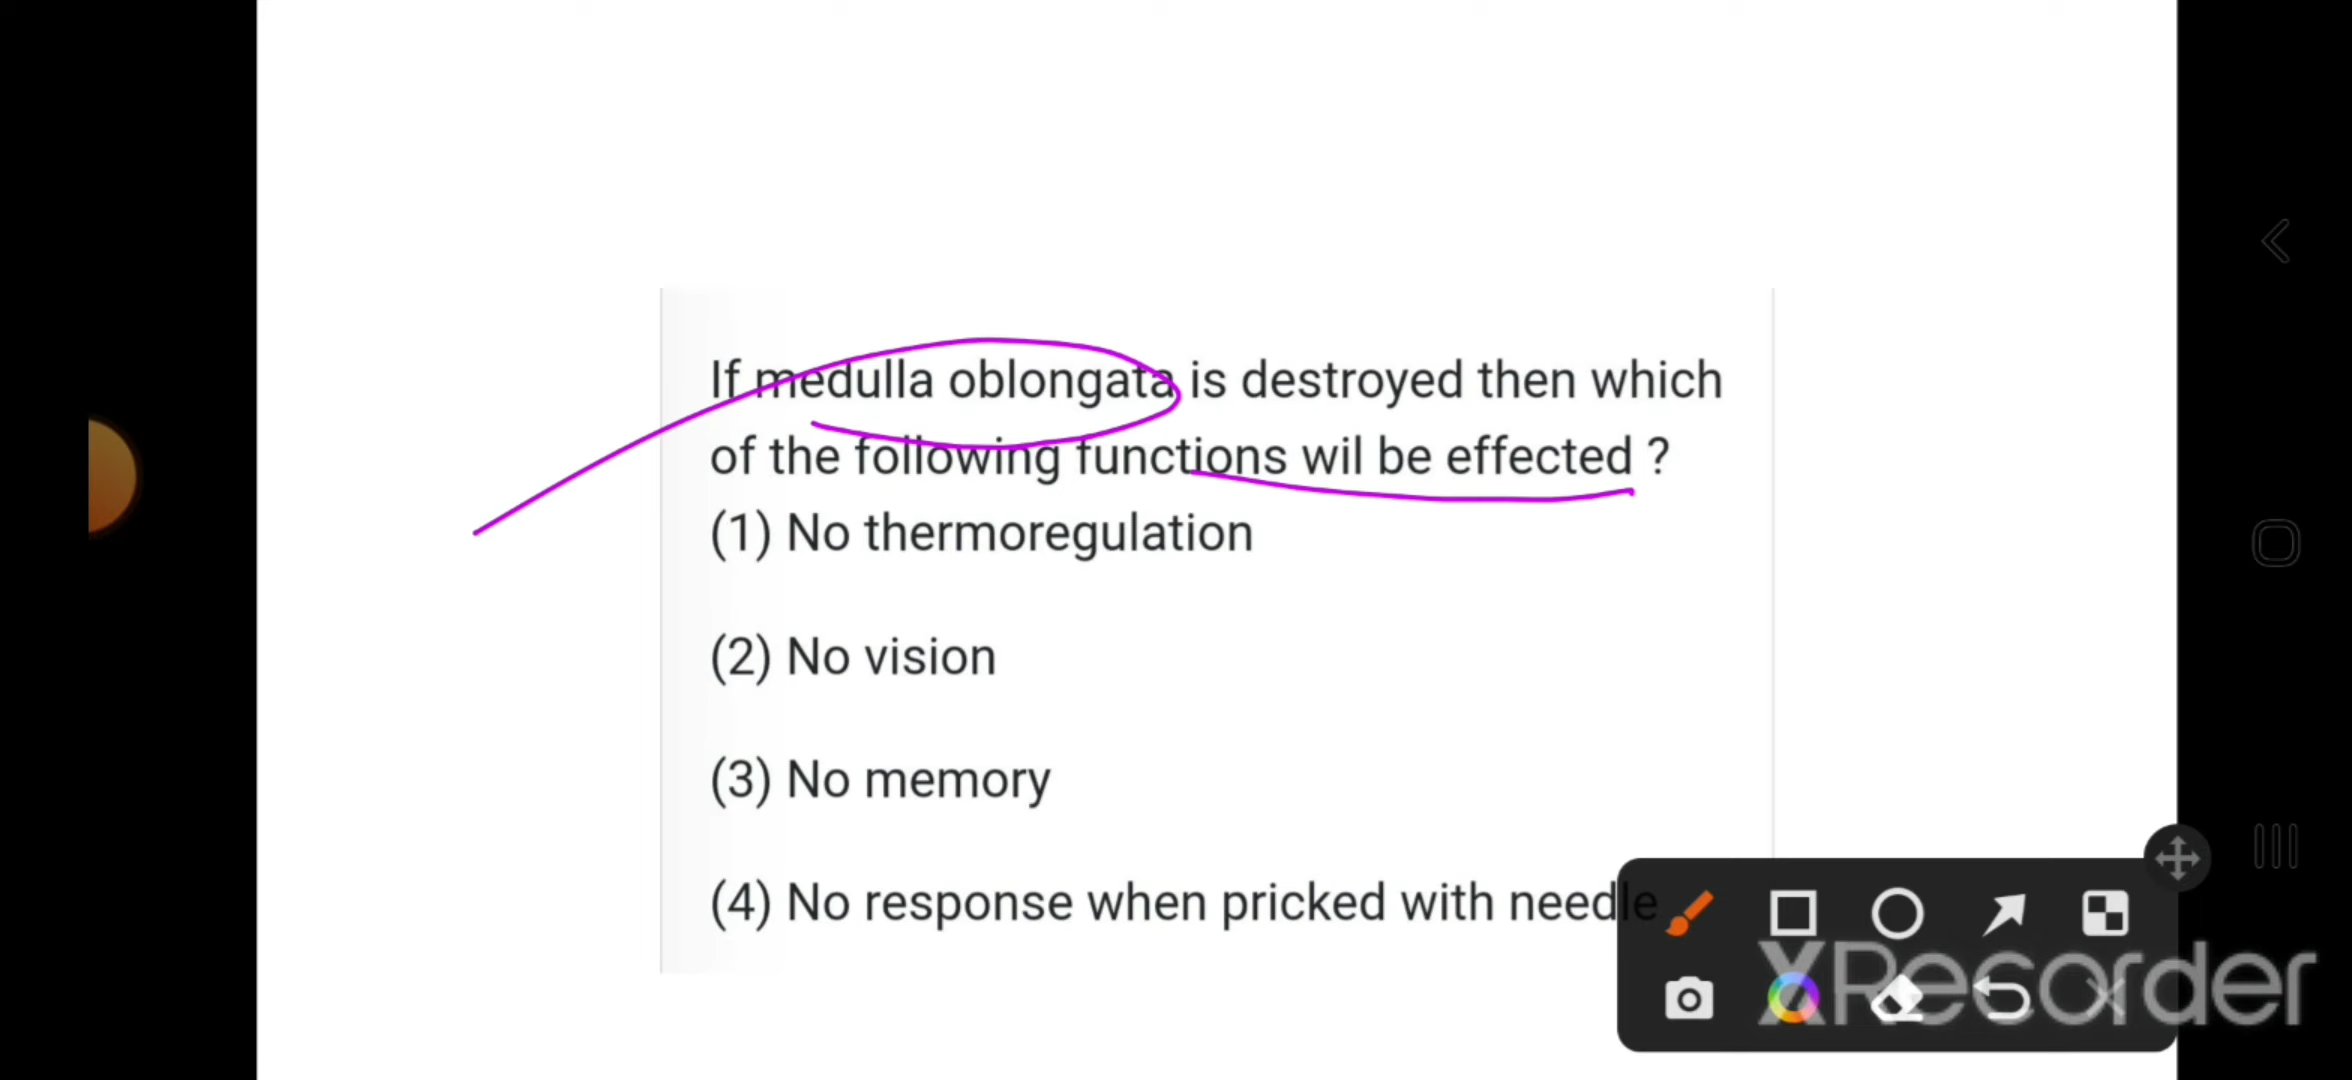 If medulla oblongata is destroyed then which
of the following functions wil be effected ?
(1) No thermoregulation
(2) No vision
(3) No memory
(4) No response when pricked with needle
XRecorder